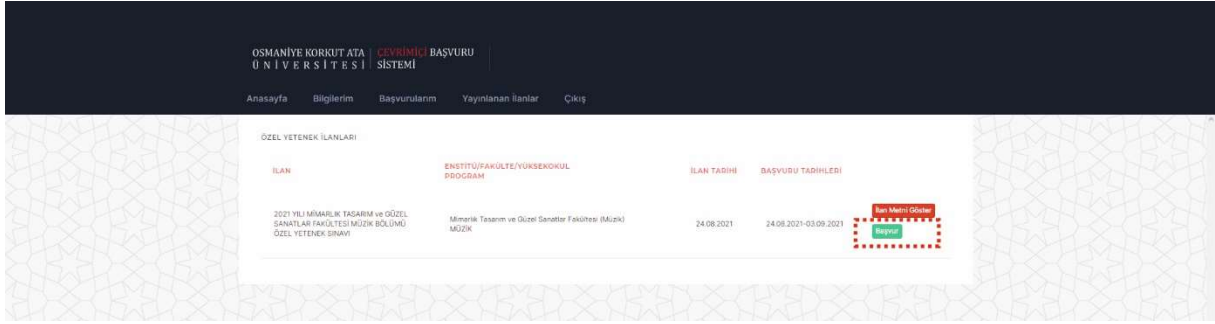 OSMANİYE KORKUT ATA
ÜNİVERSİTESİ
ÇEVRİMİÇİ BAŞVURU
SİSTEMİ
Anasayfa Bilgilerim Başvurularım Yayınlanan İlanlar Çıkış
ÖZEL YETENEK İLANLARI
İLAN
ENSTİTÜ/FAKÜLTE/YÜKSEKOKUL
PROGRAM
İLAN TARİHİ
BAŞVURU TARİHLERİ
2021 YILI MİMARLIK TASARIM ve GÜZEL
SANATLAR FAKÜLTESİ MÜZİK BÖLÜMÜ
ÖZEL YETENEK SINAVI
Mimarlık Tasarım ve Güzel Sanatlar Fakültesi (Müzik)
MÜZİK
24.08.2021
24.08.2021-03.09.2021
İlan Metni Göster
Başvur